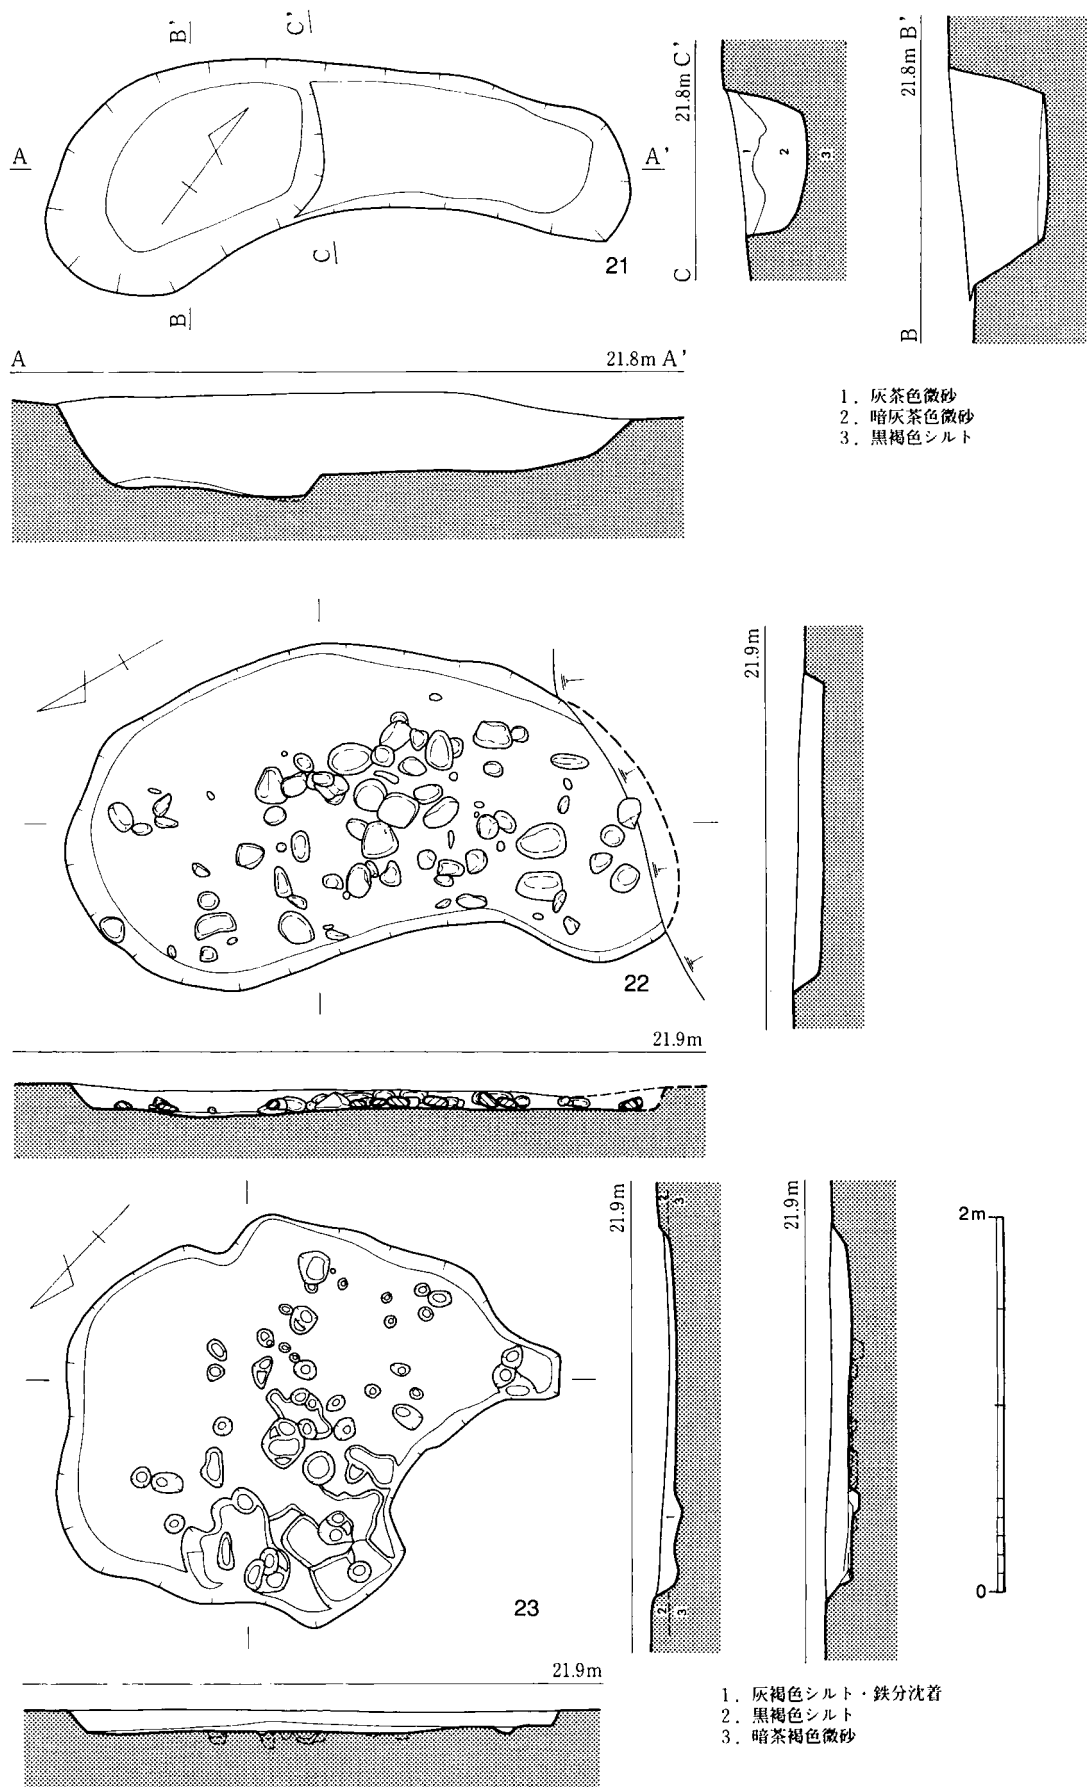 B'
C'
A
A'
C
B
21
21.8m C'
1
2
3
C
21.8m B'
B
A
21.8m A'
1. 灰茶色微砂
2. 暗灰茶色微砂
3. 黒褐色シルト
22
21.9m
21.9m
23
21.9m
2
3
1
2
3
21.9m
2m
0
21.9m
1. 灰褐色シルト・鉄分沈着
2. 黒褐色シルト
3. 暗茶褐色微砂